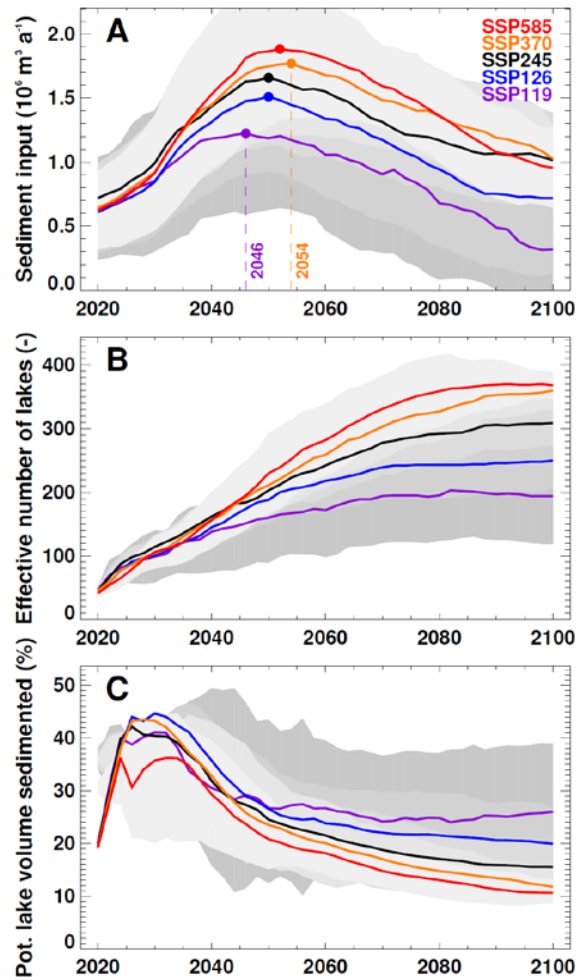 A
SSP585
SSP370
SSP245
SSP126
SSP119
Sediment input (10⁶ m³ a⁻¹)
2.0
1.5
1.0
0.5
0.0
2046
2054
2020 2040 2060 2080 2100
B
Effective number of lakes (-)
400
300
200
100
0
2020 2040 2060 2080 2100
C
Pot. lake volume sedimented (%)
50
40
30
20
10
0
2020 2040 2060 2080 2100